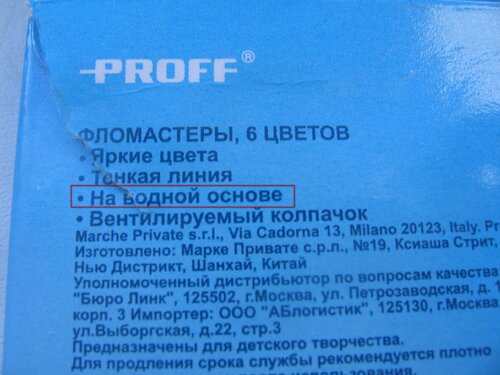 PROFF®
ФЛОМАСТЕРЫ, 6 ЦВЕТОВ
• Яркие цвета
• Тонкая линия
• На водной основе
• Вентилируемый колпачок
Marche Private s.r.l., Via Cadorna 13, Milano 20123, Italy. Pr
Изготовлено: Марке Привате с.р.л., №19, Ксиаша Стрит,
Нью Дистрикт, Шанхай, Китай
Уполномоченный дистрибьютор по вопросам качества
"Бюро Линк", 125502, г.Москва, ул. Петрозаводская, д.
корп. 3 Импортер: ООО "АБлогистик", 125130, г.Москва
ул.Выборгская, д.22, стр.3
Предназначены для детского творчества.
Для продления срока службы рекомендуется плотно
после использования.